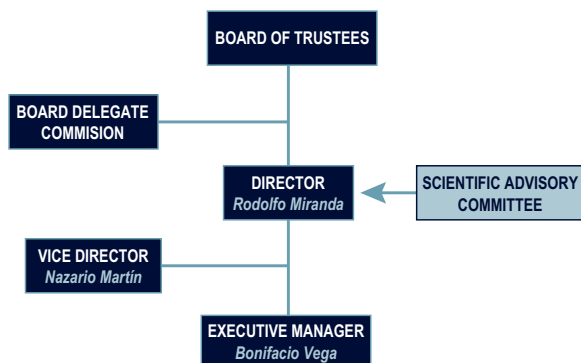 BOARD OF TRUSTEES
BOARD DELEGATE
COMMISION
DIRECTOR
Rodolfo Miranda
SCIENTIFIC ADVISORY
COMMITTEE
VICE DIRECTOR
Nazario Martín
EXECUTIVE MANAGER
Bonifacio Vega